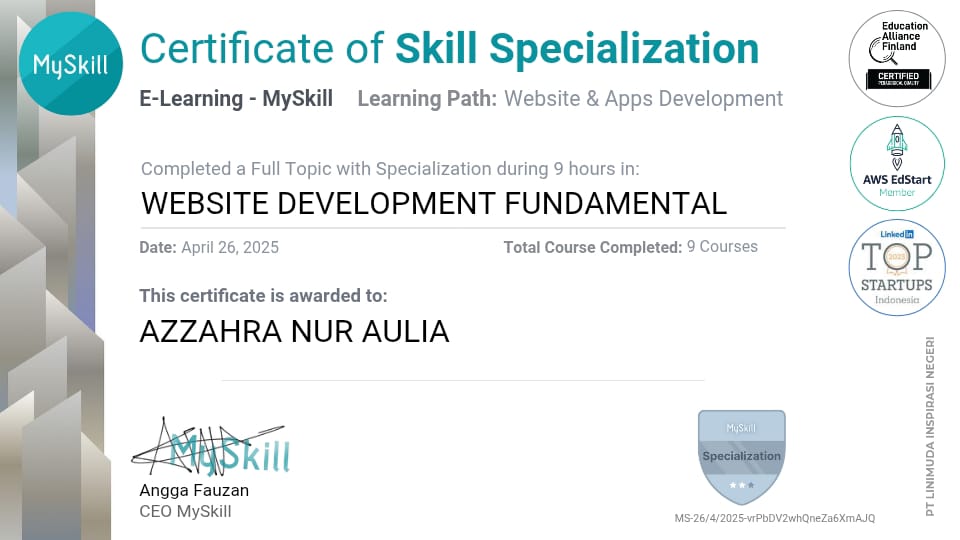 MySkill
Certificate of Skill Specialization
E-Learning - MySkill Learning Path: Website & Apps Development
Education
Alliance
Finland
CERTIFIED
PEDAGOGICAL QUALITY
Completed a Full Topic with Specialization during 9 hours in:
WEBSITE DEVELOPMENT FUNDAMENTAL
AWS EdStart
Member
Date: April 26, 2025 Total Course Completed: 9 Courses
LinkedIn
TOP
2023
STARTUPS
Indonesia
This certificate is awarded to:
AZZAHRA NUR AULIA
PT LINIMUDA INSPIRASI NEGERI
MySkill
Angga Fauzan
CEO MySkill
MySkill
Specialization
MS-26/4/2025-vrPbDV2whQneZa6XmAJQ